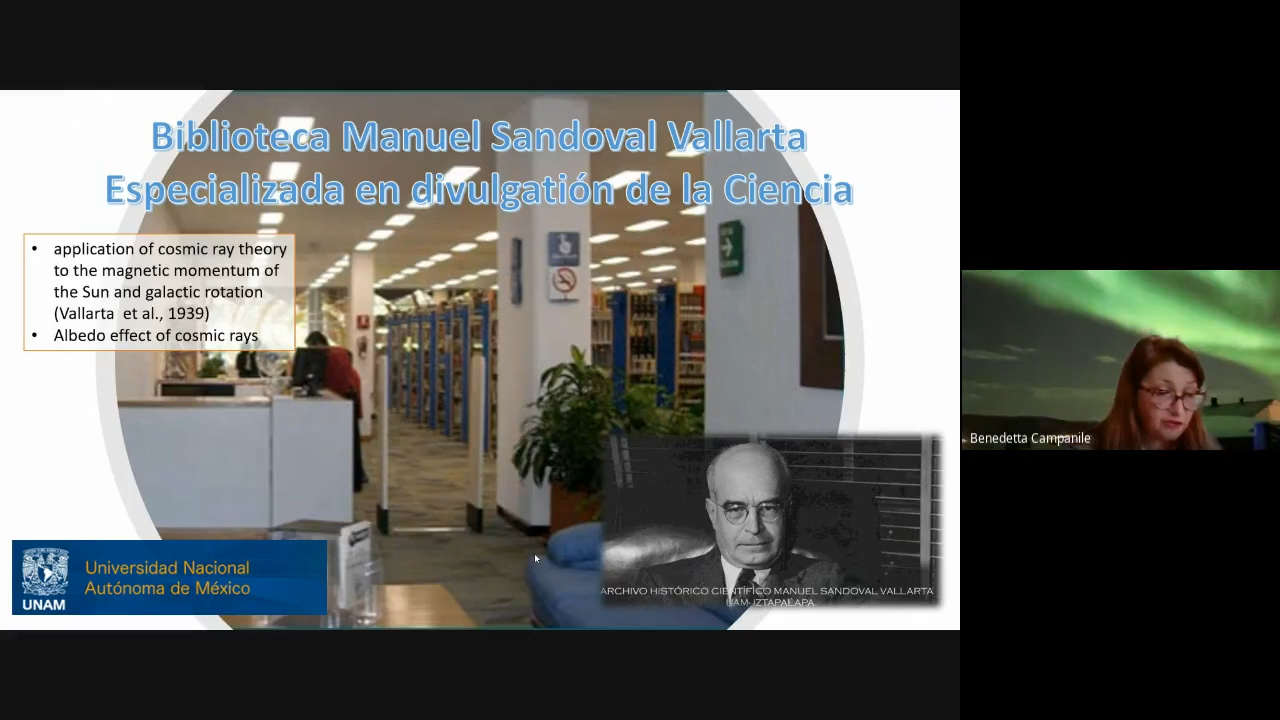 Biblioteca Manuel Sandoval Vallarta
Especializada en divulgatión de la Ciencia
• application of cosmic ray theory
to the magnetic momentum of
the Sun and galactic rotation
(Vallarta et al., 1939)
• Albedo effect of cosmic rays
Universidad Nacional
Autónoma de México
UNAM
ARCHIVO HISTÓRICO CIENTÍFICO MANUEL SANDOVAL VALLARTA
UAM-IZTAPALAPA
Benedetta Campanile